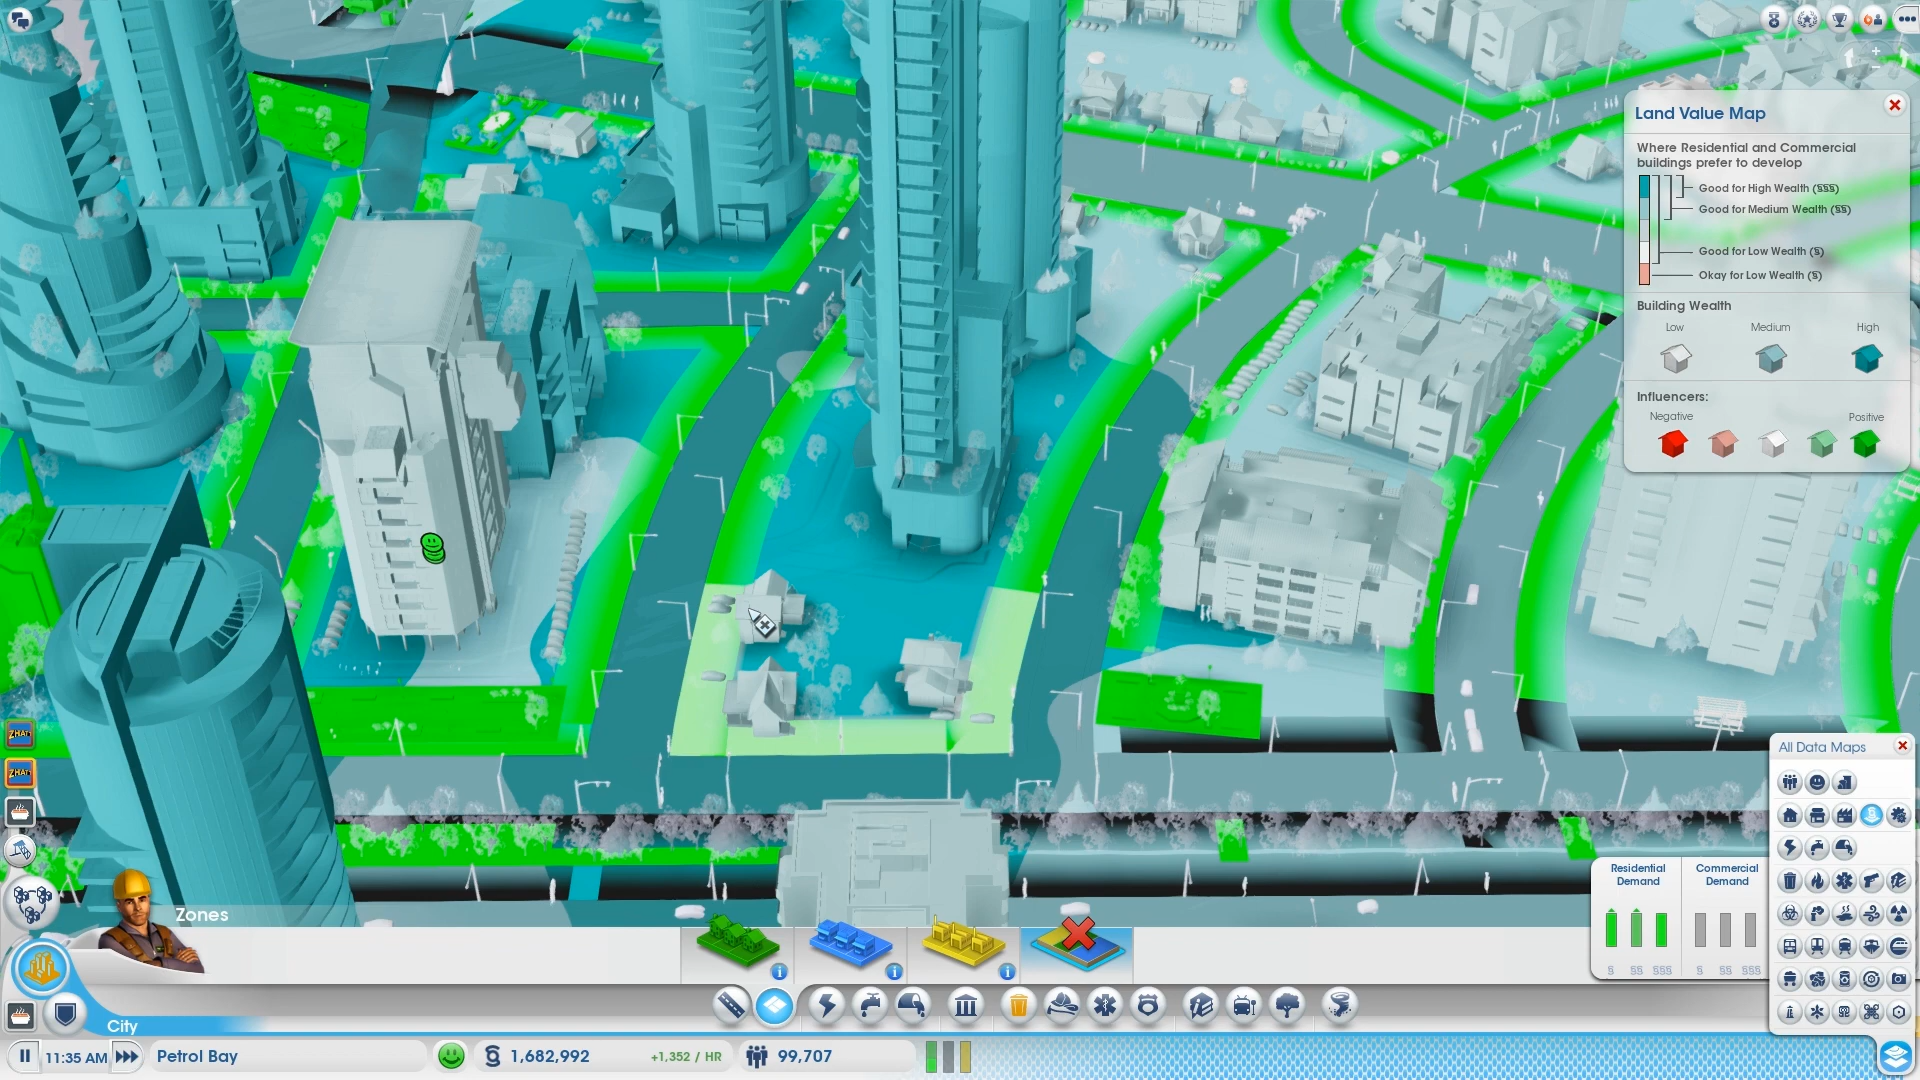 Land Value Map
Where Residential and Commercial
buildings prefer to develop
Good for High Wealth (§§§)
Good for Medium Wealth (§§)
Good for Low Wealth (§)
Okay for Low Wealth (§)
Building Wealth
Low Medium High
Influencers:
Negative Positive
ZHAT!
ZHAT!
All Data Maps
Residential
Demand
Commercial
Demand
§ §§ §§§ § §§ §§§
Zones
City
11:35 AM
Petrol Bay
1,682,992
+1,352 / HR
99,707